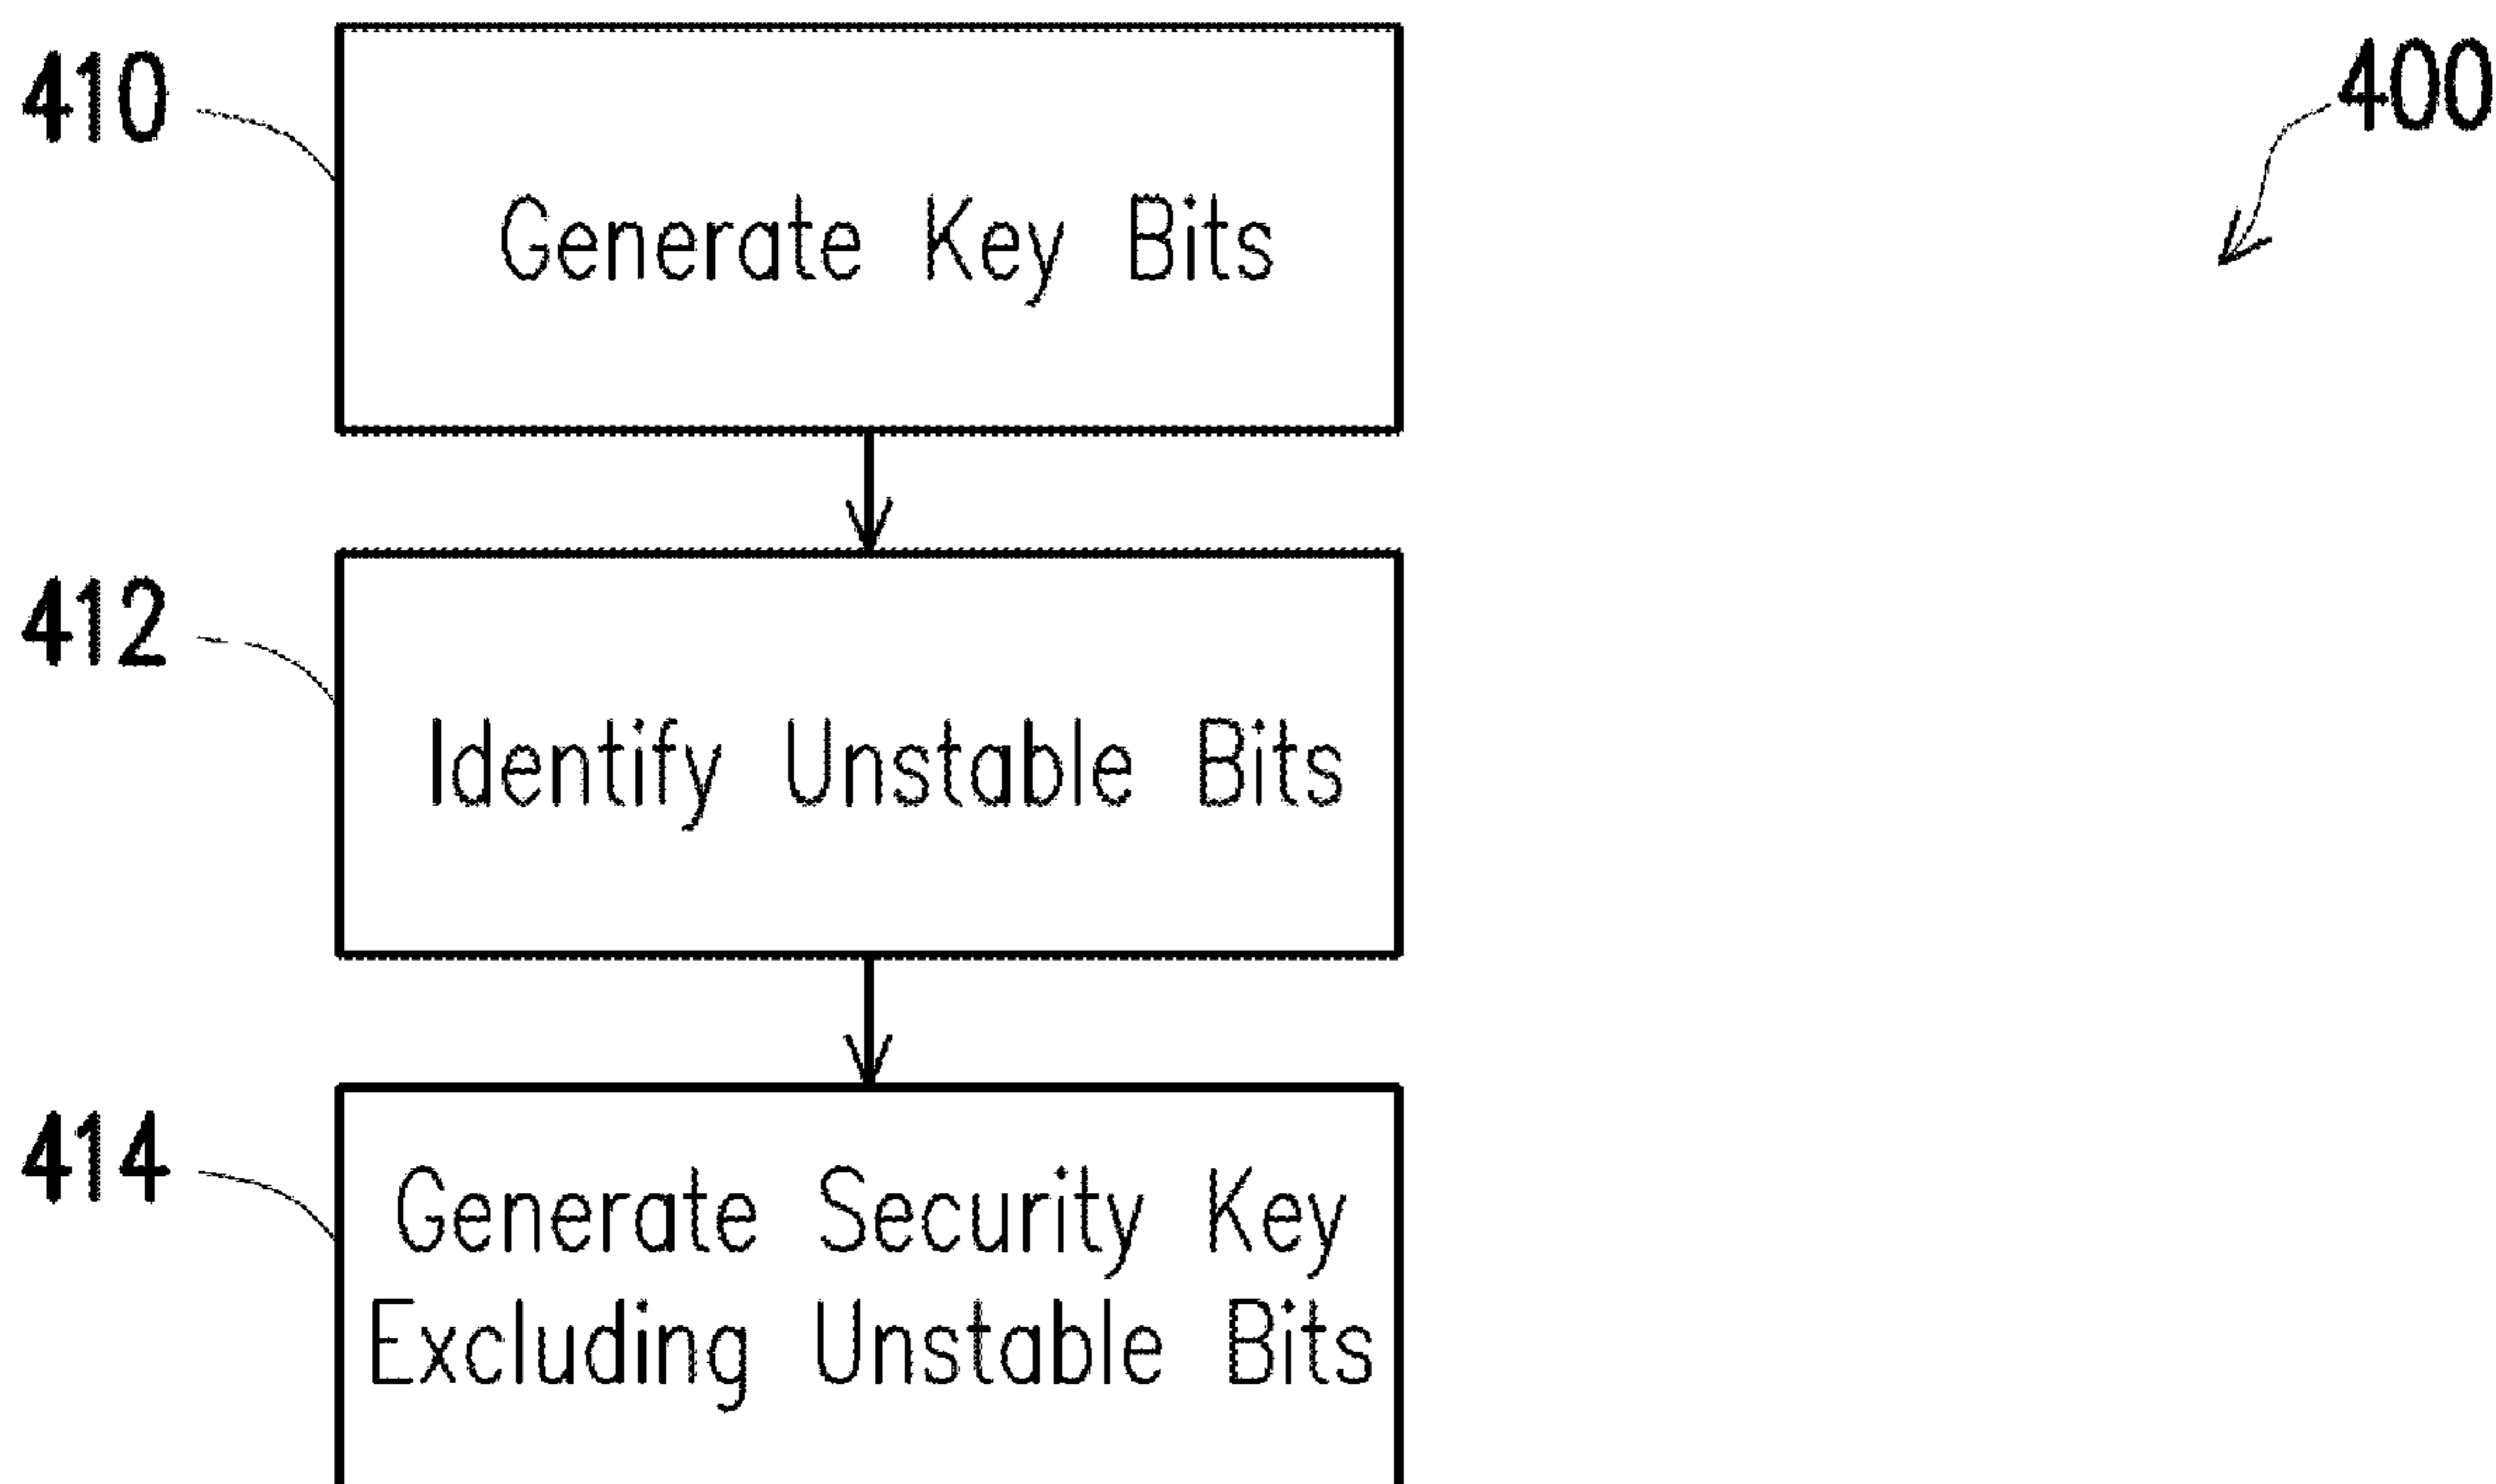 410
400
Generate Key Bits
412
Identify Unstable Bits
414
Generate Security Key
Excluding Unstable Bits